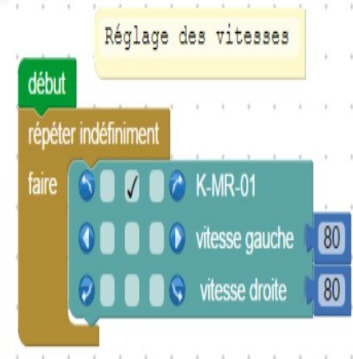 Réglage des vitesses
début
répéter indéfiniment
faire
K-MR-01
vitesse gauche 80
vitesse droite 80